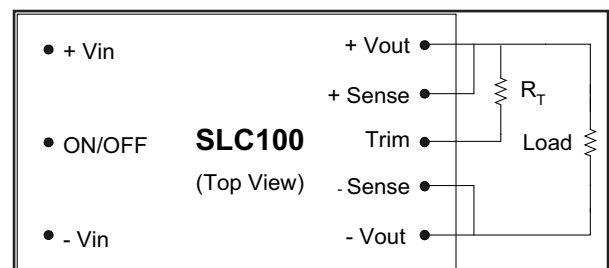 + Vin
ON/OFF
- Vin
SLC100
(Top View)
+ Vout
+ Sense
Trim
- Sense
- Vout
R_T
Load